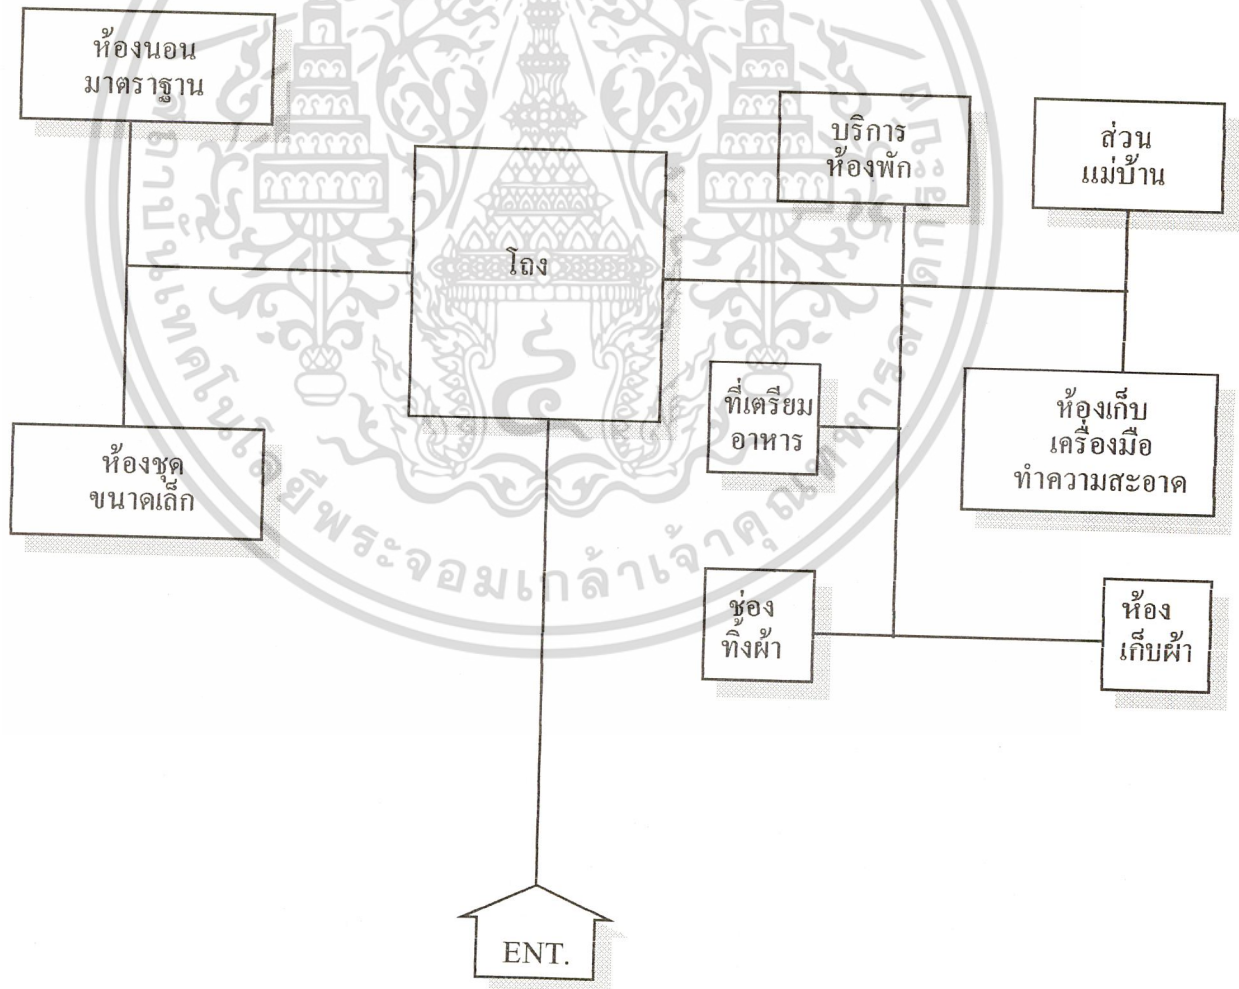 ห้องนอน
มาตราฐาน
บริการ
ห้องพัก
ส่วน
แม่บ้าน
โถง
ที่เตรียม
อาหาร
ห้องเก็บ
เครื่องมือ
ทำความสะอาด
ห้องชุด
ขนาดเล็ก
ช่อง
ทิ้งผ้า
ห้อง
เก็บผ้า
ENT.